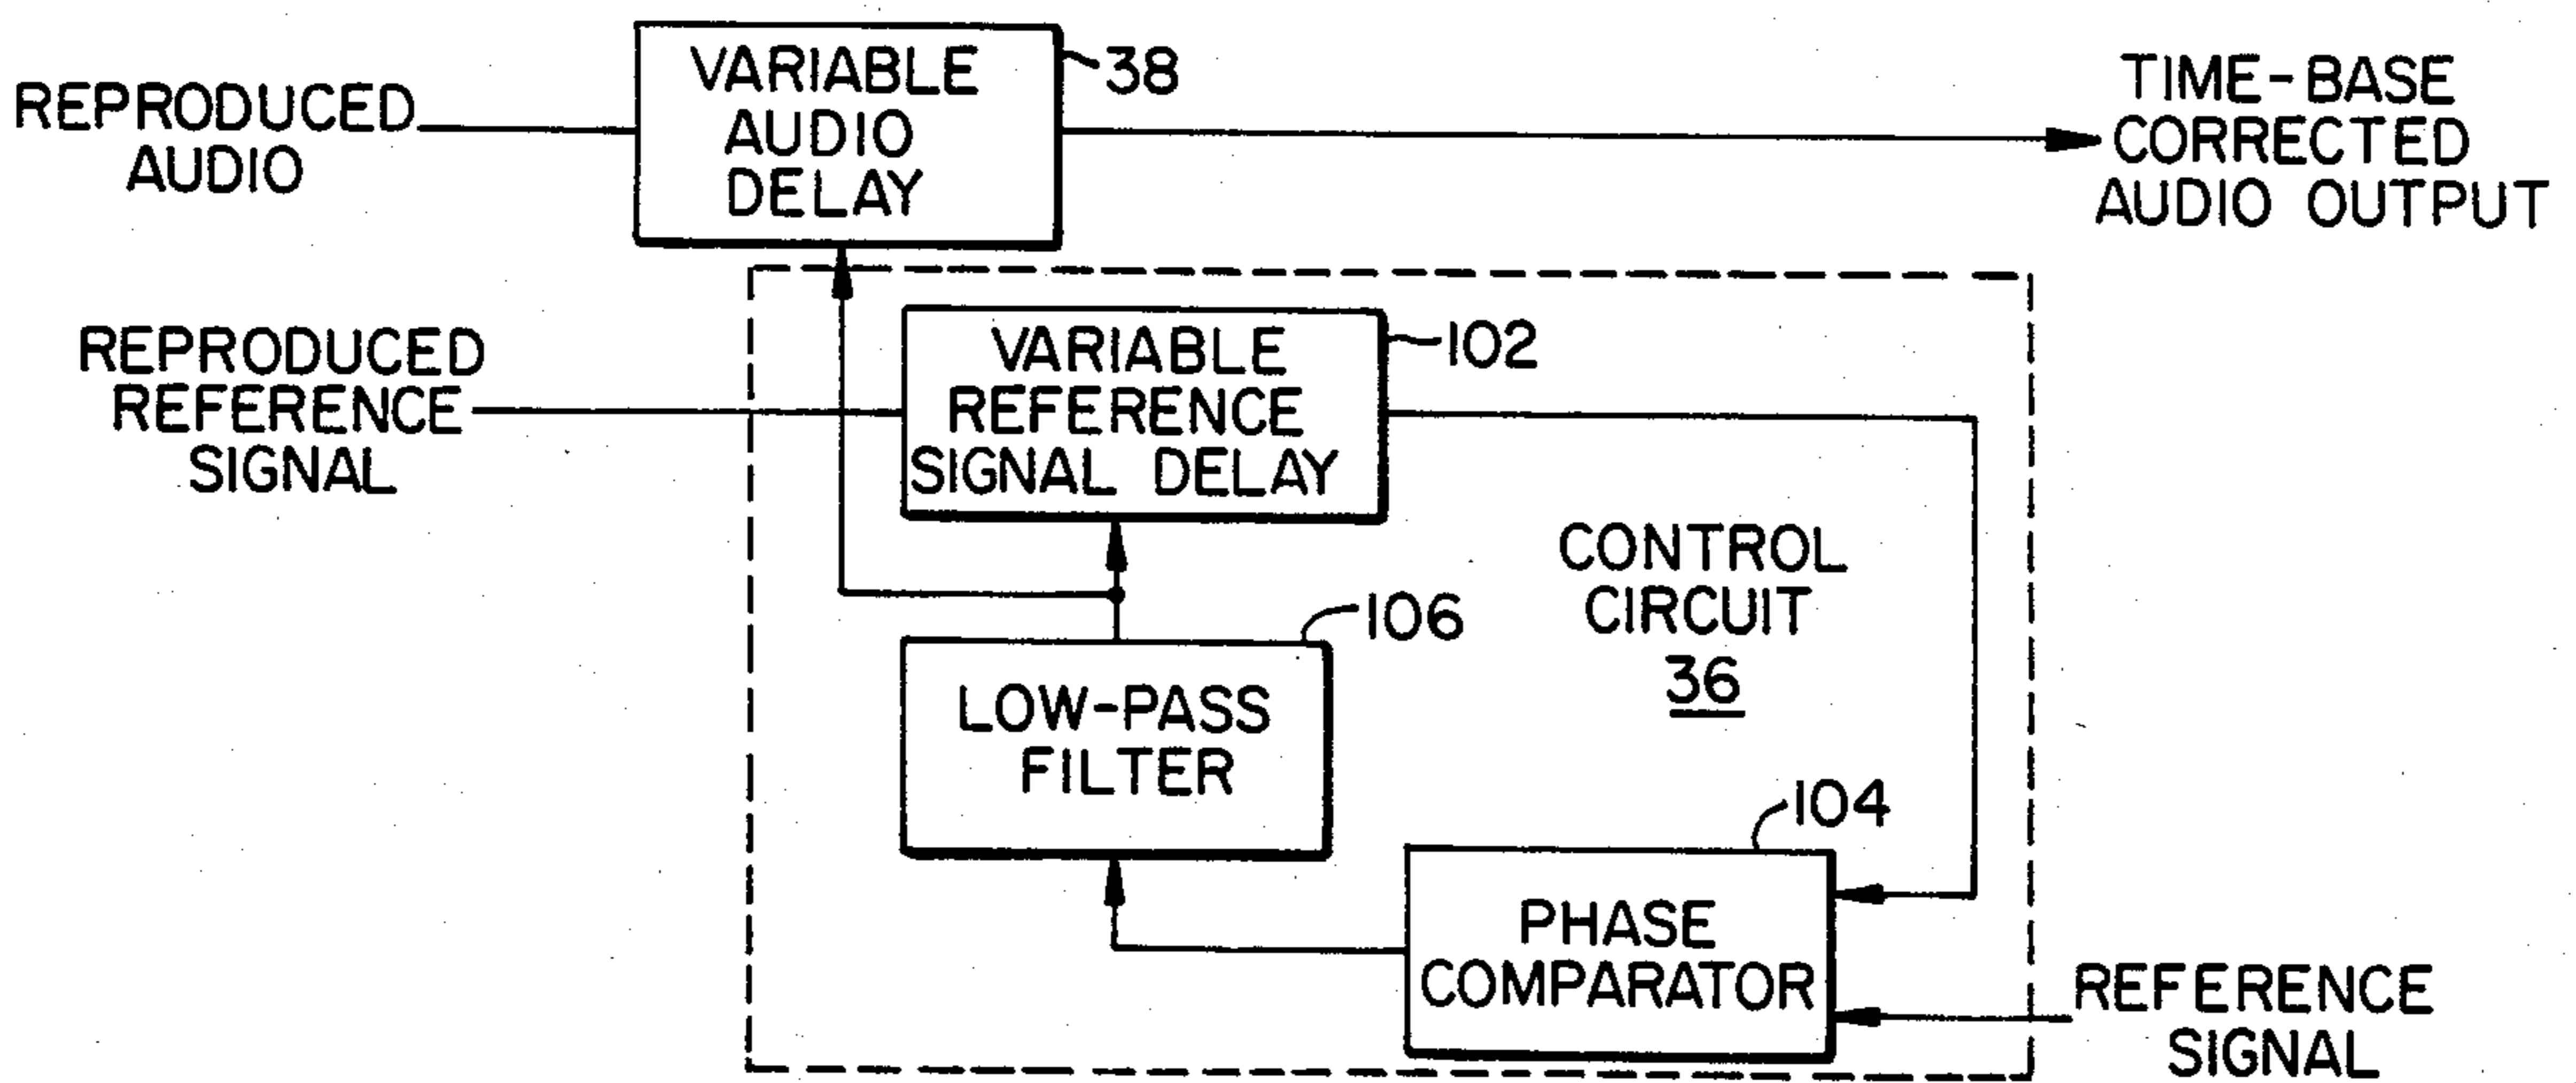 REPRODUCED
AUDIO
VARIABLE
AUDIO
DELAY
38
TIME-BASE
CORRECTED
AUDIO OUTPUT
REPRODUCED
REFERENCE
SIGNAL
VARIABLE
REFERENCE
SIGNAL DELAY
102
CONTROL
CIRCUIT
36
LOW-PASS
FILTER
106
PHASE
COMPARATOR
104
REFERENCE
SIGNAL